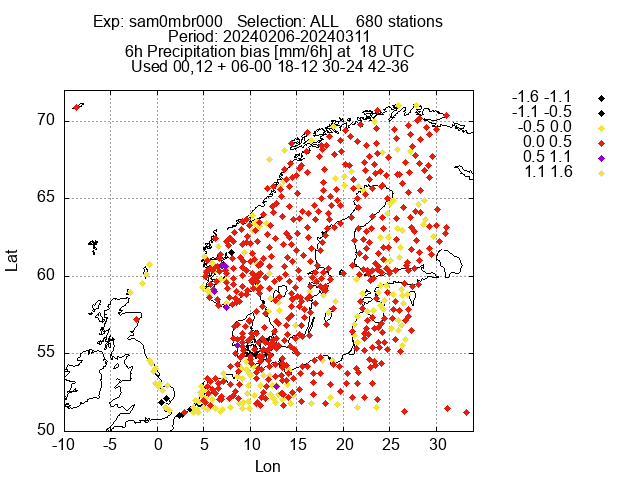 Exp: sam0mbr000 Selection: ALL 680 stations
Period: 20240206-20240311
6h Precipitation bias [mm/6h] at 18 UTC
Used 00,12 + 06-00 18-12 30-24 42-36
-1.6 -1.1
-1.1 -0.5
-0.5 0.0
0.0 0.5
0.5 1.1
1.1 1.6
70
65
60
55
50
Lat
-10 -5 0 5 10 15 20 25 30
Lon